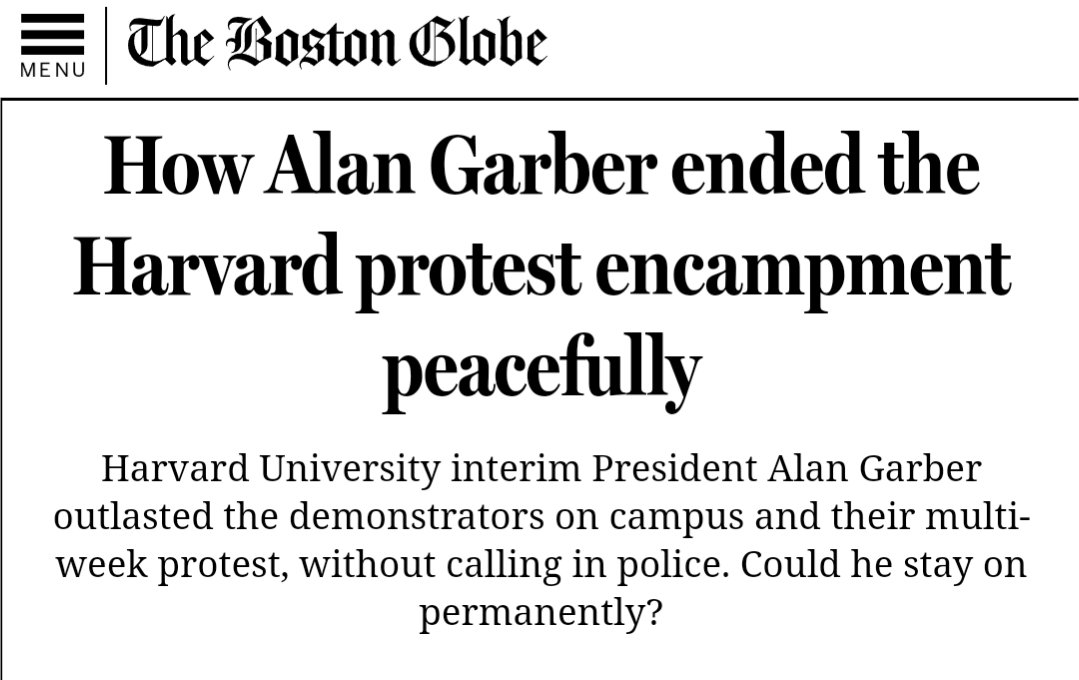 MENU
The Boston Globe
How Alan Garber ended the
Harvard protest encampment
peacefully
Harvard University interim President Alan Garber
outlasted the demonstrators on campus and their multi-
week protest, without calling in police. Could he stay on
permanently?